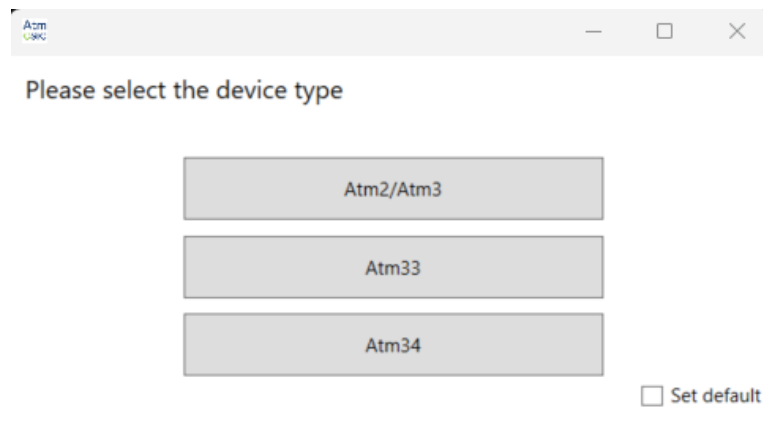 Atm
Please select the device type
Atm2/Atm3
Atm33
Atm34
Set default